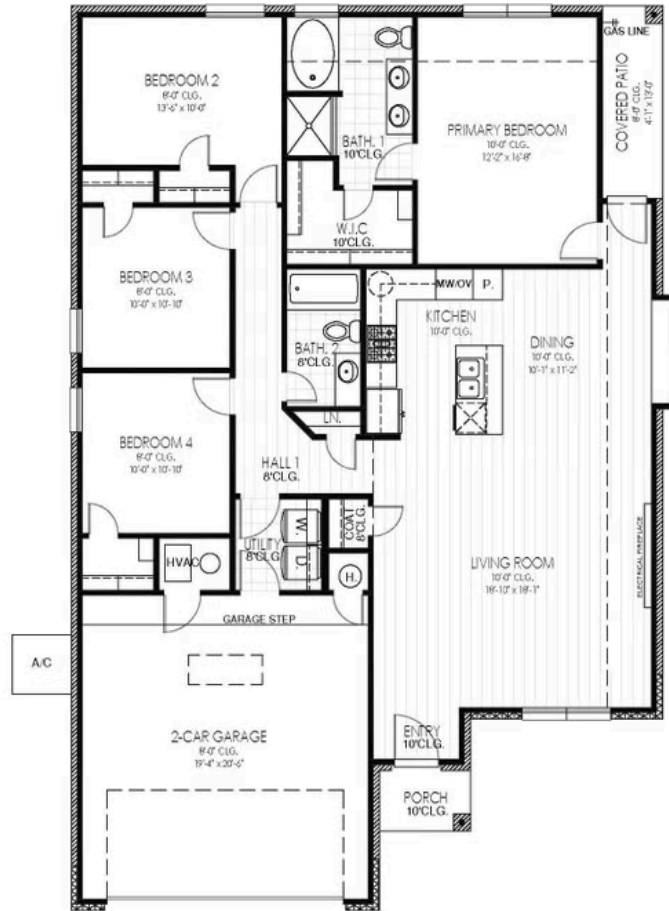 GAS LINE
BEDROOM 2
8'-0" CLG.
13'-6" x 10'-0"
COVERED PATIO
8'-0" CLG.
4'-1" x 13'-0"
BATH. 1
10'CLG.
PRIMARY BEDROOM
10'-0" CLG.
12'-2" x 16'-8"
W.I.C
10'CLG.
BEDROOM 3
8'-0" CLG.
10'-0" x 10'-10"
MW/OV
P.
KITCHEN
10'-0" CLG.
BATH. 2
8'CLG.
DINING
10'-0" CLG.
10'-1" x 11'-2"
LN.
BEDROOM 4
8'-0" CLG.
10'-0" x 10'-10"
HALL 1
8'CLG.
COAT
8'CLG.
W.
D.
UTILITY
8'CLG.
HVAC
H.
LIVING ROOM
10'-0" CLG.
18'-10" x 18'-1"
ELECTRICAL FIREPLACE
GARAGE STEP
A/C
2-CAR GARAGE
8'-0" CLG.
19'-4" x 20'-6"
ENTRY
10'CLG.
PORCH
10'CLG.